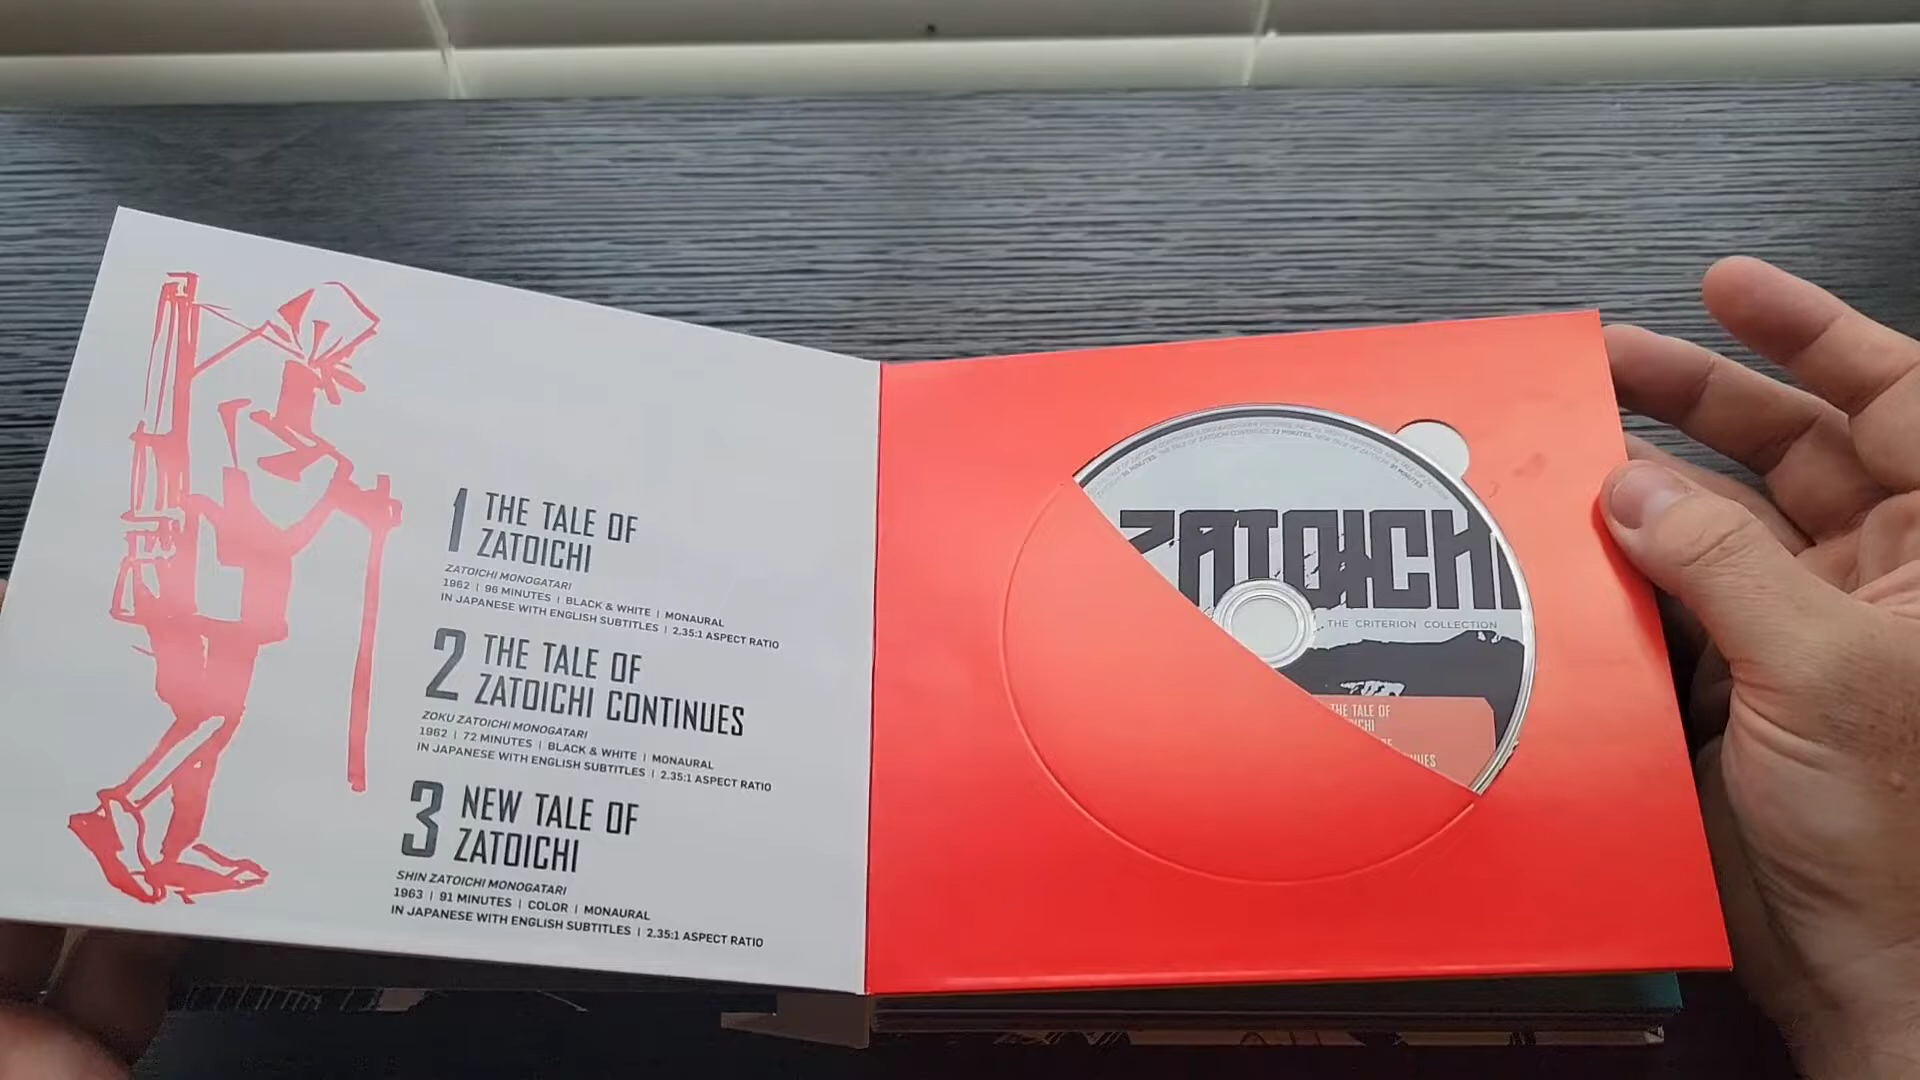 1 THE TALE OF
ZATOICHI
ZATOICHI MONOGATARI
1962 | 96 MINUTES | BLACK & WHITE | MONAURAL
IN JAPANESE WITH ENGLISH SUBTITLES | 2.35:1 ASPECT RATIO
2 THE TALE OF
ZATOICHI CONTINUES
ZOKU ZATOICHI MONOGATARI
1962 | 72 MINUTES | BLACK & WHITE | MONAURAL
IN JAPANESE WITH ENGLISH SUBTITLES | 2.35:1 ASPECT RATIO
3 NEW TALE OF
ZATOICHI
SHIN ZATOICHI MONOGATARI
1963 | 91 MINUTES | COLOR | MONAURAL
IN JAPANESE WITH ENGLISH SUBTITLES | 2.35:1 ASPECT RATIO
ZATOICHI
THE CRITERION COLLECTION
THE TALE OF